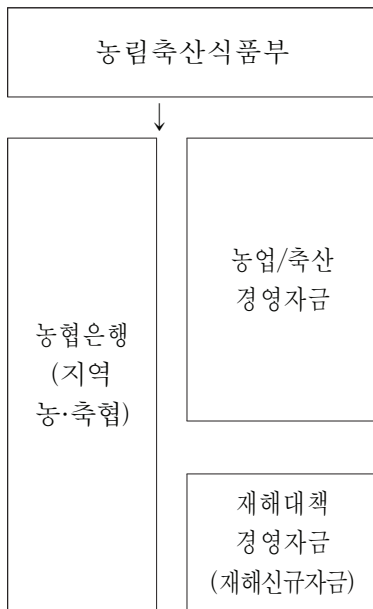 농림축산식품부
↓
농협은행
(지역
농·축협)
농업/축산
경영자금
재해대책
경영자금
(재해신규자금)